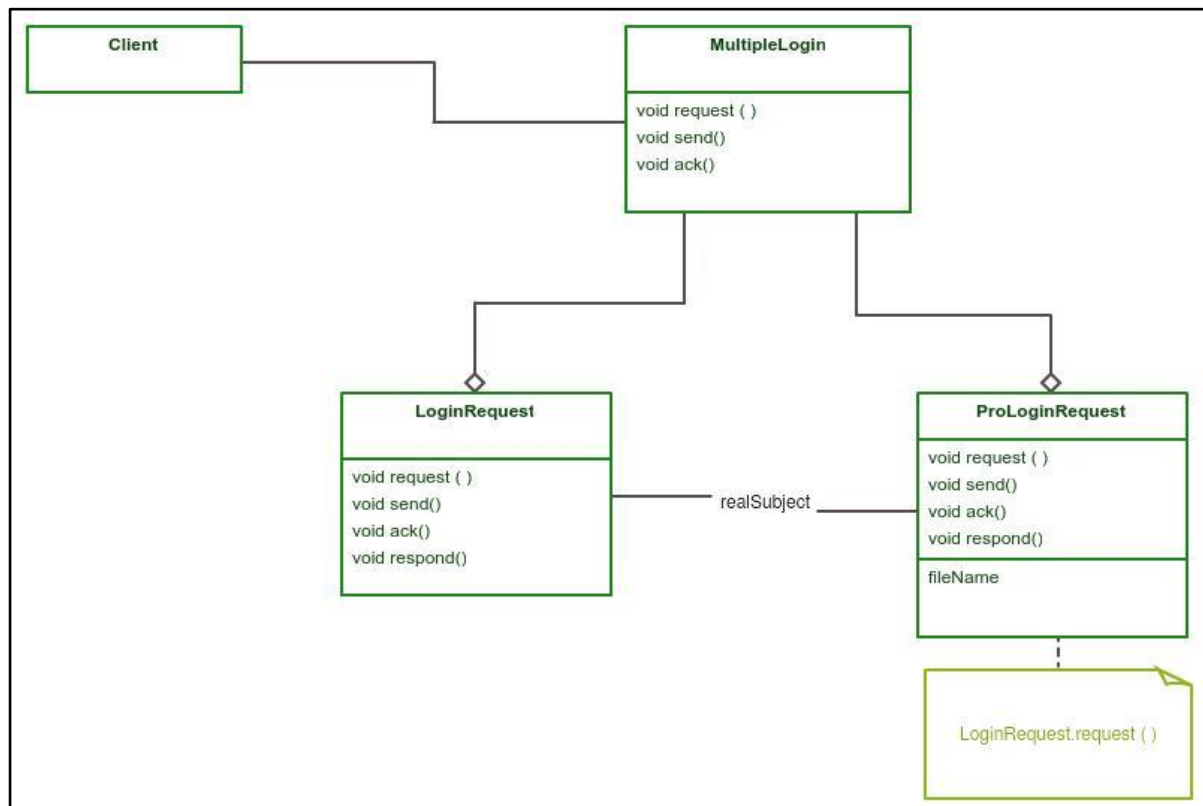 Client
MultipleLogin
void request ( )
void send()
void ack()
LoginRequest
void request ( )
void send()
void ack()
void respond()
realSubject
ProLoginRequest
void request ( )
void send()
void ack()
void respond()
fileName
LoginRequest.request ( )